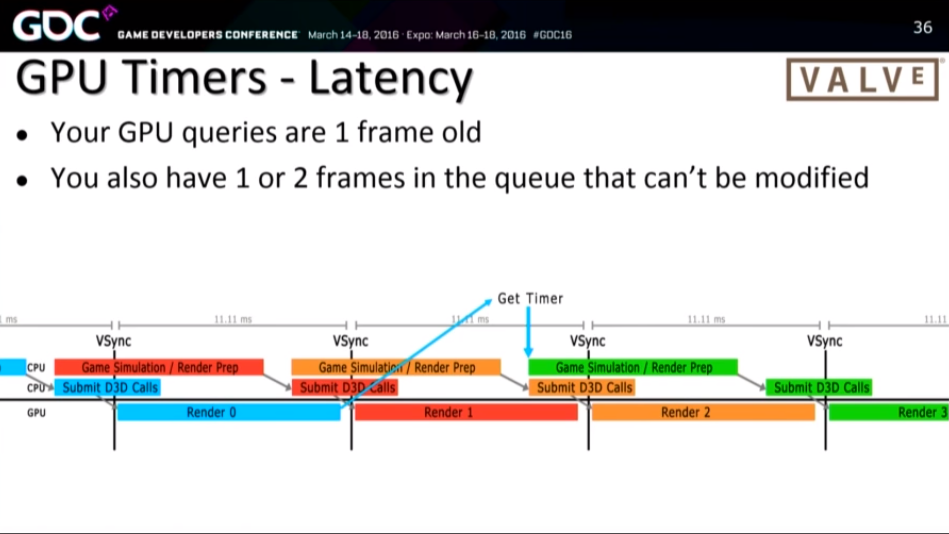 GDC GAME DEVELOPERS CONFERENCE March 14-18, 2016 · Expo: March 16-18, 2016 #GDC16
36
GPU Timers - Latency
VALVE
• Your GPU queries are 1 frame old
• You also have 1 or 2 frames in the queue that can't be modified
Get Timer
ms 11.11 ms 11.11 ms 11.11 ms 11.11
VSync VSync VSync VSync
CPU Game Simulation / Render Prep Game Simulation / Render Prep Game Simulation / Render Prep
CPU Submit D3D Calls Submit D3D Calls Submit D3D Calls Submit D3D Calls
GPU Render 0 Render 1 Render 2 Render 3